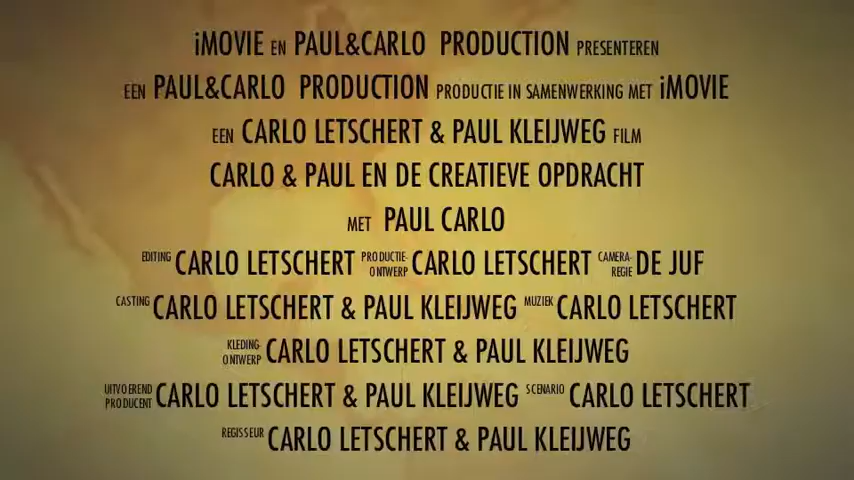 iMOVIE EN PAUL&CARLO PRODUCTION PRESENTEREN
EEN PAUL&CARLO PRODUCTION PRODUCTIE IN SAMENWERKING MET iMOVIE
EEN CARLO LETSCHERT & PAUL KLEIJWEG FILM
CARLO & PAUL EN DE CREATIEVE OPDRACHT
MET PAUL CARLO
EDITING CARLO LETSCHERT PRODUCTIE-ONTWERP CARLO LETSCHERT CAMERA-REGIE DE JUF
CASTING CARLO LETSCHERT & PAUL KLEIJWEG MUZIEK CARLO LETSCHERT
KLEDING-ONTWERP CARLO LETSCHERT & PAUL KLEIJWEG
UITVOEREND PRODUCENT CARLO LETSCHERT & PAUL KLEIJWEG SCENARIO CARLO LETSCHERT
REGISSEUR CARLO LETSCHERT & PAUL KLEIJWEG